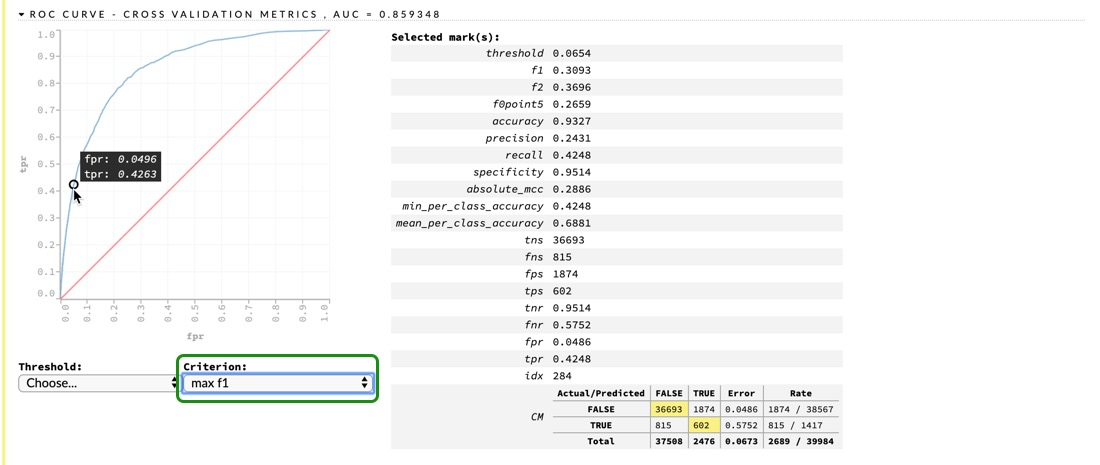 ROC CURVE - CROSS VALIDATION METRICS , AUC = 0.859348
1.0
0.9
0.8
0.7
0.6
0.5
0.4
0.3
0.2
0.1
0.0
tpr
fpr: 0.0496
tpr: 0.4263
0.0 0.1 0.2 0.3 0.4 0.5 0.6 0.7 0.8 0.9 1.0
fpr
Threshold:
Choose...
Criterion:
max f1
Selected mark(s):
threshold 0.0654
f1 0.3093
f2 0.3696
f0point5 0.2659
accuracy 0.9327
precision 0.2431
recall 0.4248
specificity 0.9514
absolute_mcc 0.2886
min_per_class_accuracy 0.4248
mean_per_class_accuracy 0.6881
tns 36693
fns 815
fps 1874
tps 602
tnr 0.9514
fnr 0.5752
fpr 0.0486
tpr 0.4248
idx 284
CM
Actual/Predicted FALSE TRUE Error Rate
FALSE 36693 1874 0.0486 1874 / 38567
TRUE 815 602 0.5752 815 / 1417
Total 37508 2476 0.0673 2689 / 39984